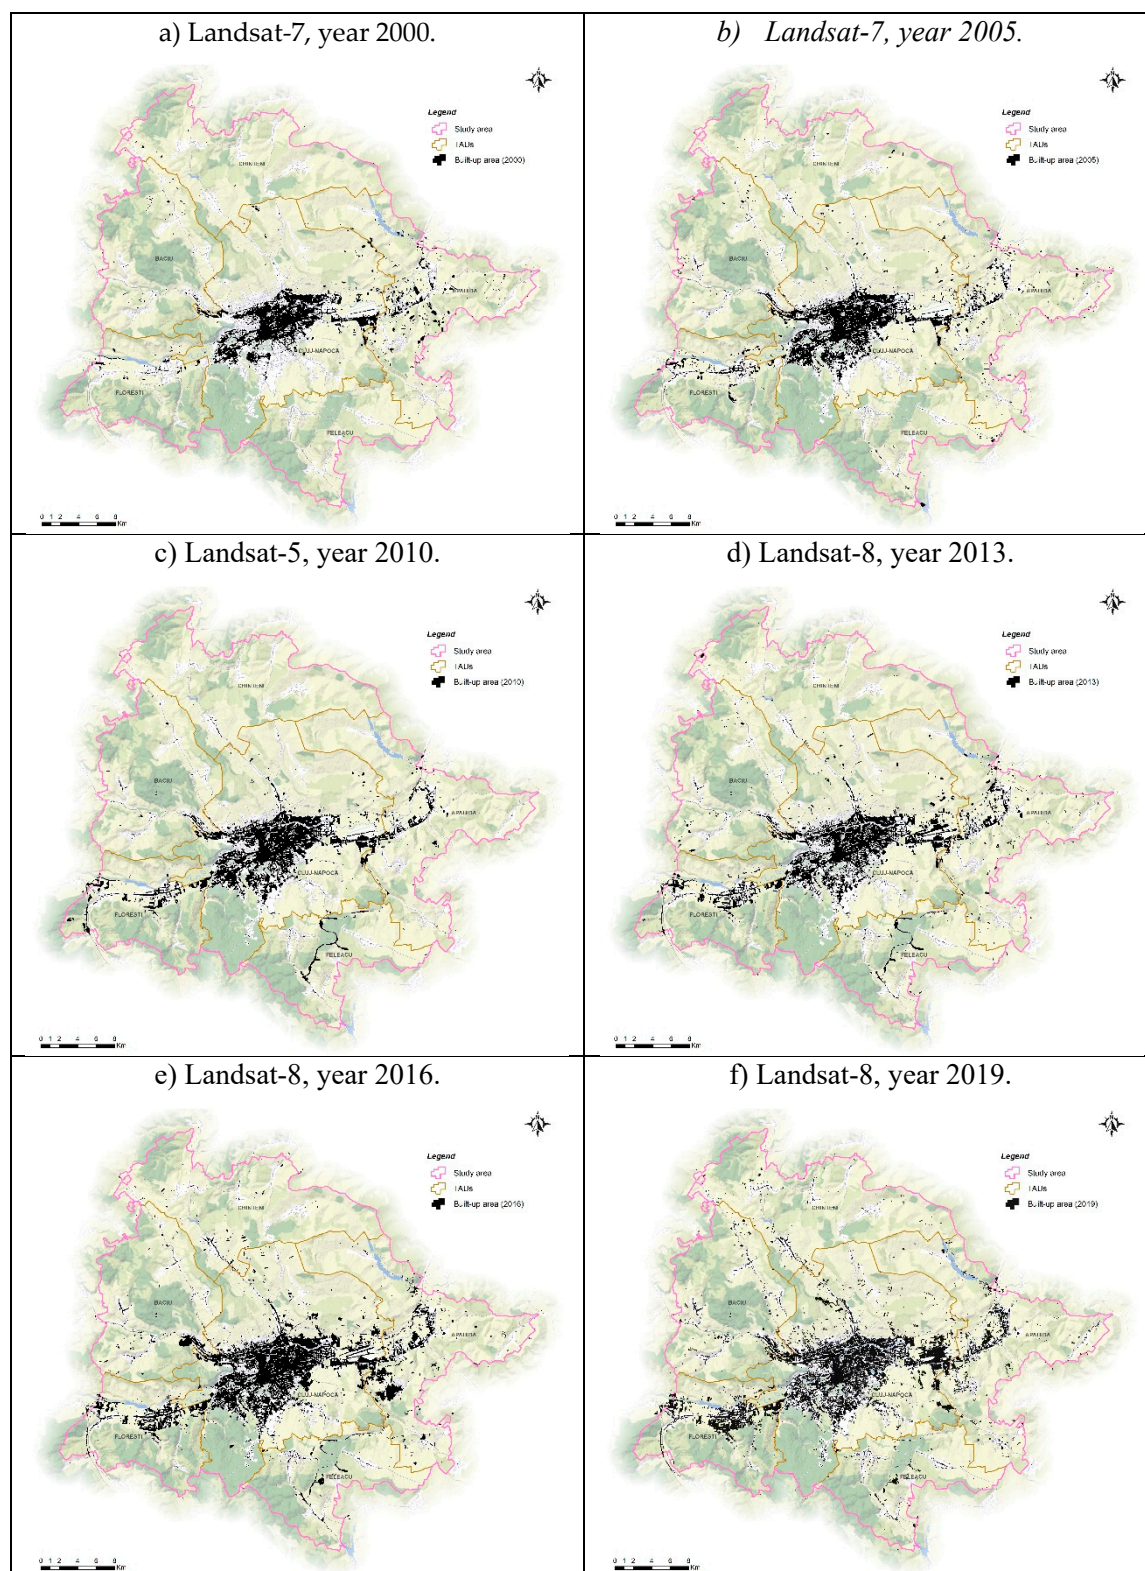 a) Landsat-7, year 2000.
N
Legend
Study area
TAUs
Built-up area (2000)
CHINTENI
BACIU
APAHIDA
CLUJ-NAPOCA
FLORESTI
FELEACU
0 1 2 4 6 8
Km
b) Landsat-7, year 2005.
N
Legend
Study area
TAUs
Built-up area (2005)
CHINTENI
BACIU
APAHIDA
CLUJ-NAPOCA
FLORESTI
FELEACU
0 1 2 4 6 8
Km
c) Landsat-5, year 2010.
N
Legend
Study area
TAUs
Built-up area (2010)
CHINTENI
BACIU
APAHIDA
CLUJ-NAPOCA
FLORESTI
FELEACU
0 1 2 4 6 8
Km
d) Landsat-8, year 2013.
N
Legend
Study area
TAUs
Built-up area (2013)
CHINTENI
BACIU
APAHIDA
CLUJ-NAPOCA
FLORESTI
FELEACU
0 1 2 4 6 8
Km
e) Landsat-8, year 2016.
N
Legend
Study area
TAUs
Built-up area (2016)
CHINTENI
BACIU
APAHIDA
CLUJ-NAPOCA
FLORESTI
FELEACU
0 1 2 4 6 8
Km
f) Landsat-8, year 2019.
N
Legend
Study area
TAUs
Built-up area (2019)
CHINTENI
BACIU
APAHIDA
CLUJ-NAPOCA
FLORESTI
FELEACU
0 1 2 4 6 8
Km